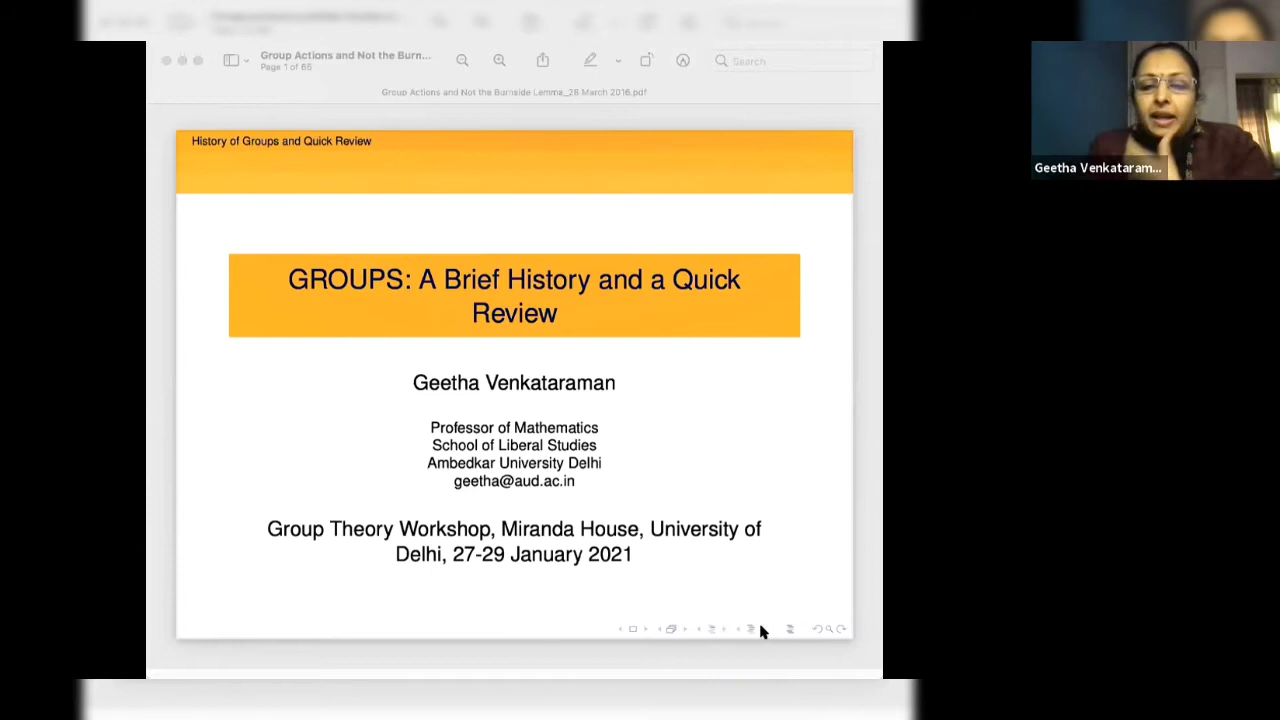 Group Actions and Not the Burn...
Page 1 of 65
Search
Group Actions and Not the Burnside Lemma_28 March 2016.pdf
History of Groups and Quick Review
GROUPS: A Brief History and a Quick
Review
Geetha Venkataraman
Professor of Mathematics
School of Liberal Studies
Ambedkar University Delhi
geetha@aud.ac.in
Group Theory Workshop, Miranda House, University of
Delhi, 27-29 January 2021
Geetha Venkataram...